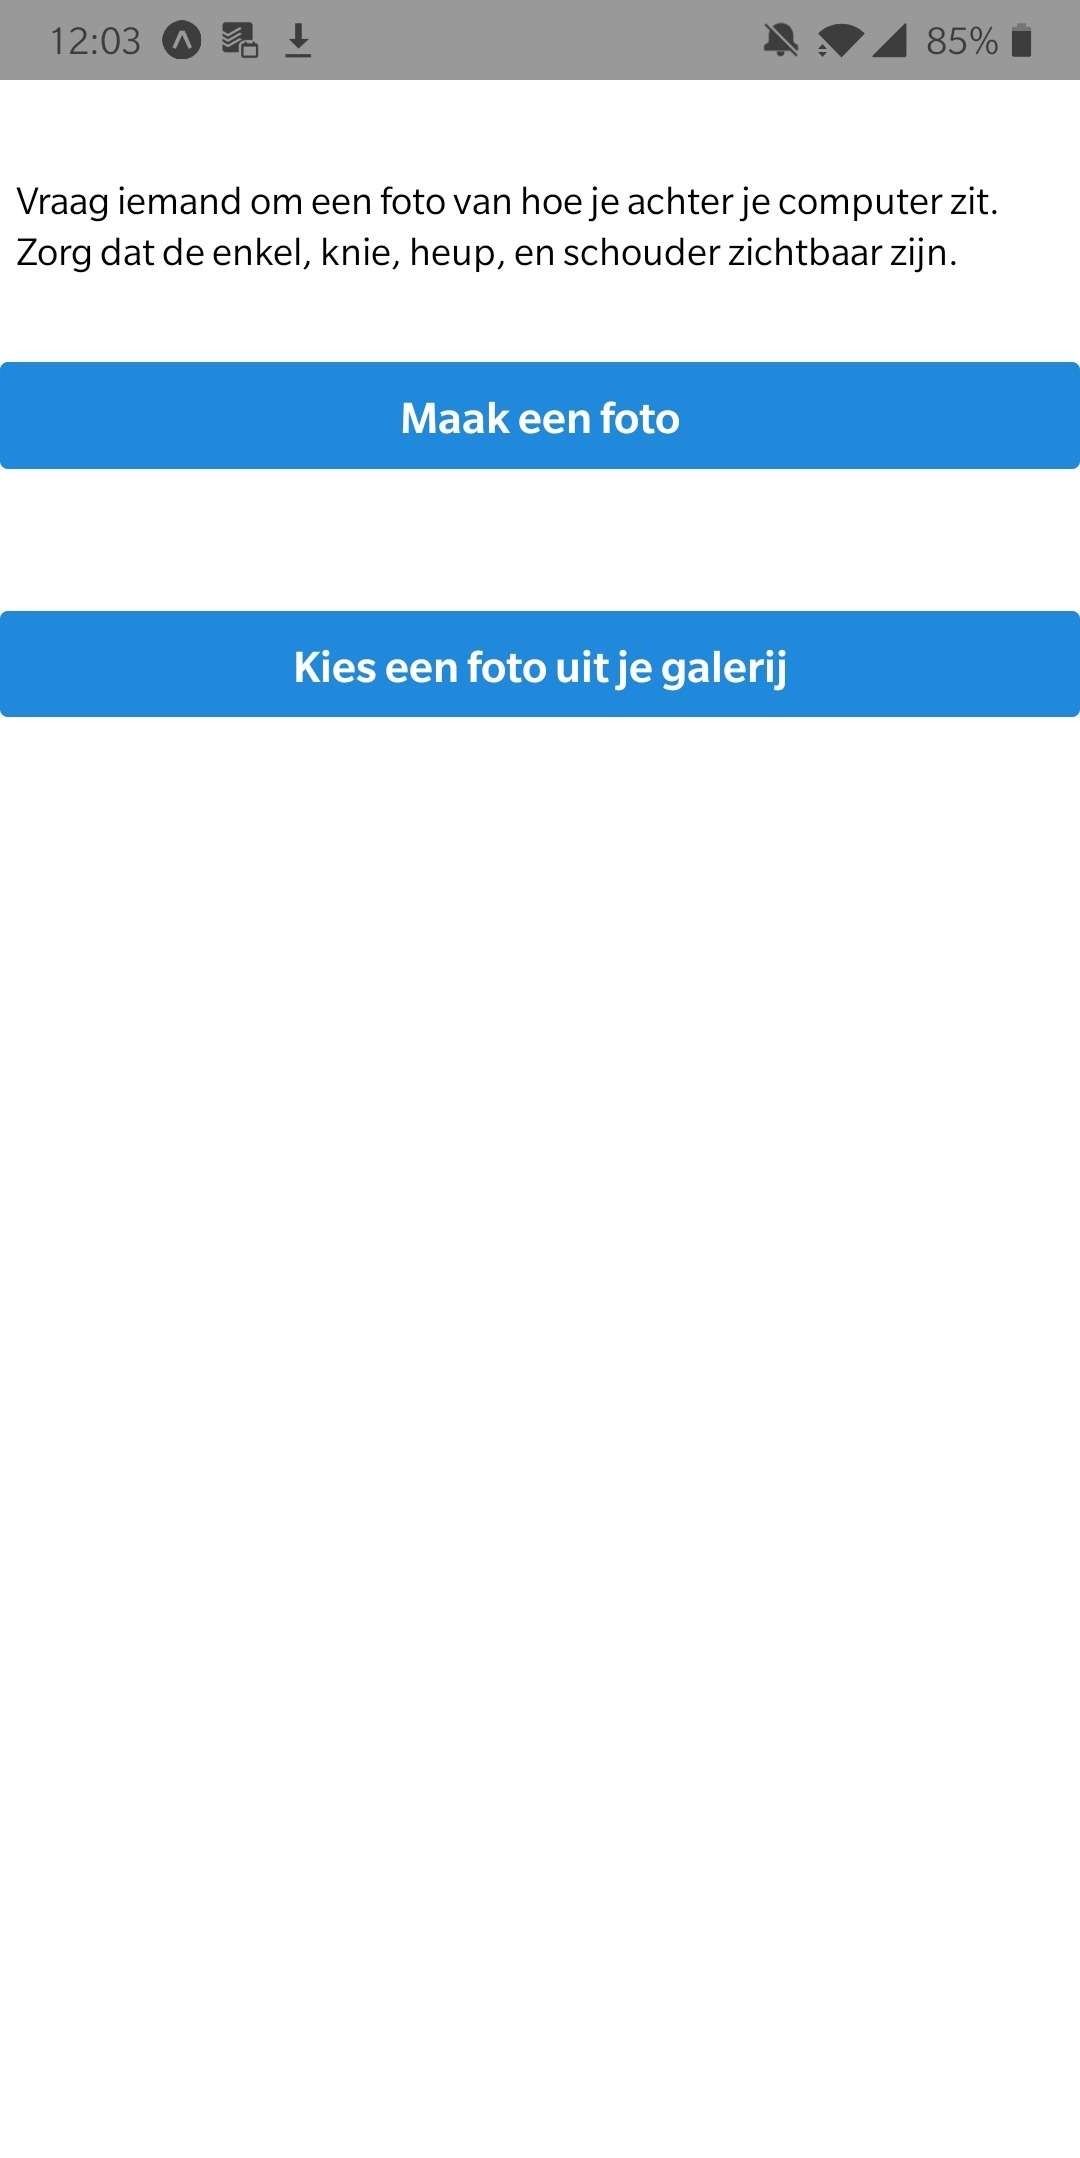 12:03
85%
Vraag iemand om een foto van hoe je achter je computer zit.
Zorg dat de enkel, knie, heup, en schouder zichtbaar zijn.
Maak een foto
Kies een foto uit je galerij